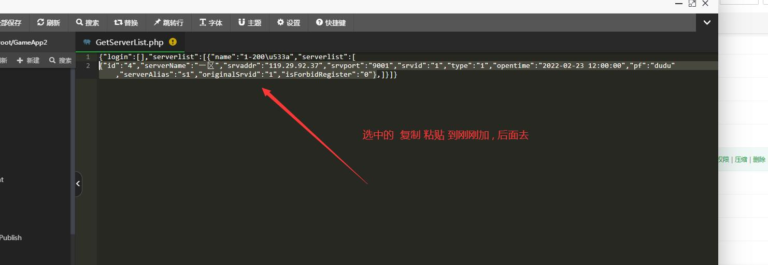 部保存 刷新 搜索 替换 跳转行 字体 主题 设置 快捷键
root/GameApp2 GetServerList.php
刷 新建 搜索
1 {"login":[],"serverlist":[{"name":"1-200\u533a","serverlist":[
2 {"id":"4","serverName":"一区","srvaddr":"119.29.92.37","srvport":"9001","srvid":"1","type":"1","opentime":"2022-02-23 12:00:00","pf":"dudu"
,"serverAlias":"s1","originalSrvid":"1","isForbidRegister":"0"},]}]}
选中的 复制 粘贴 到刚刚加 , 后面去
权限 | 压缩 | 删除
t
Publish